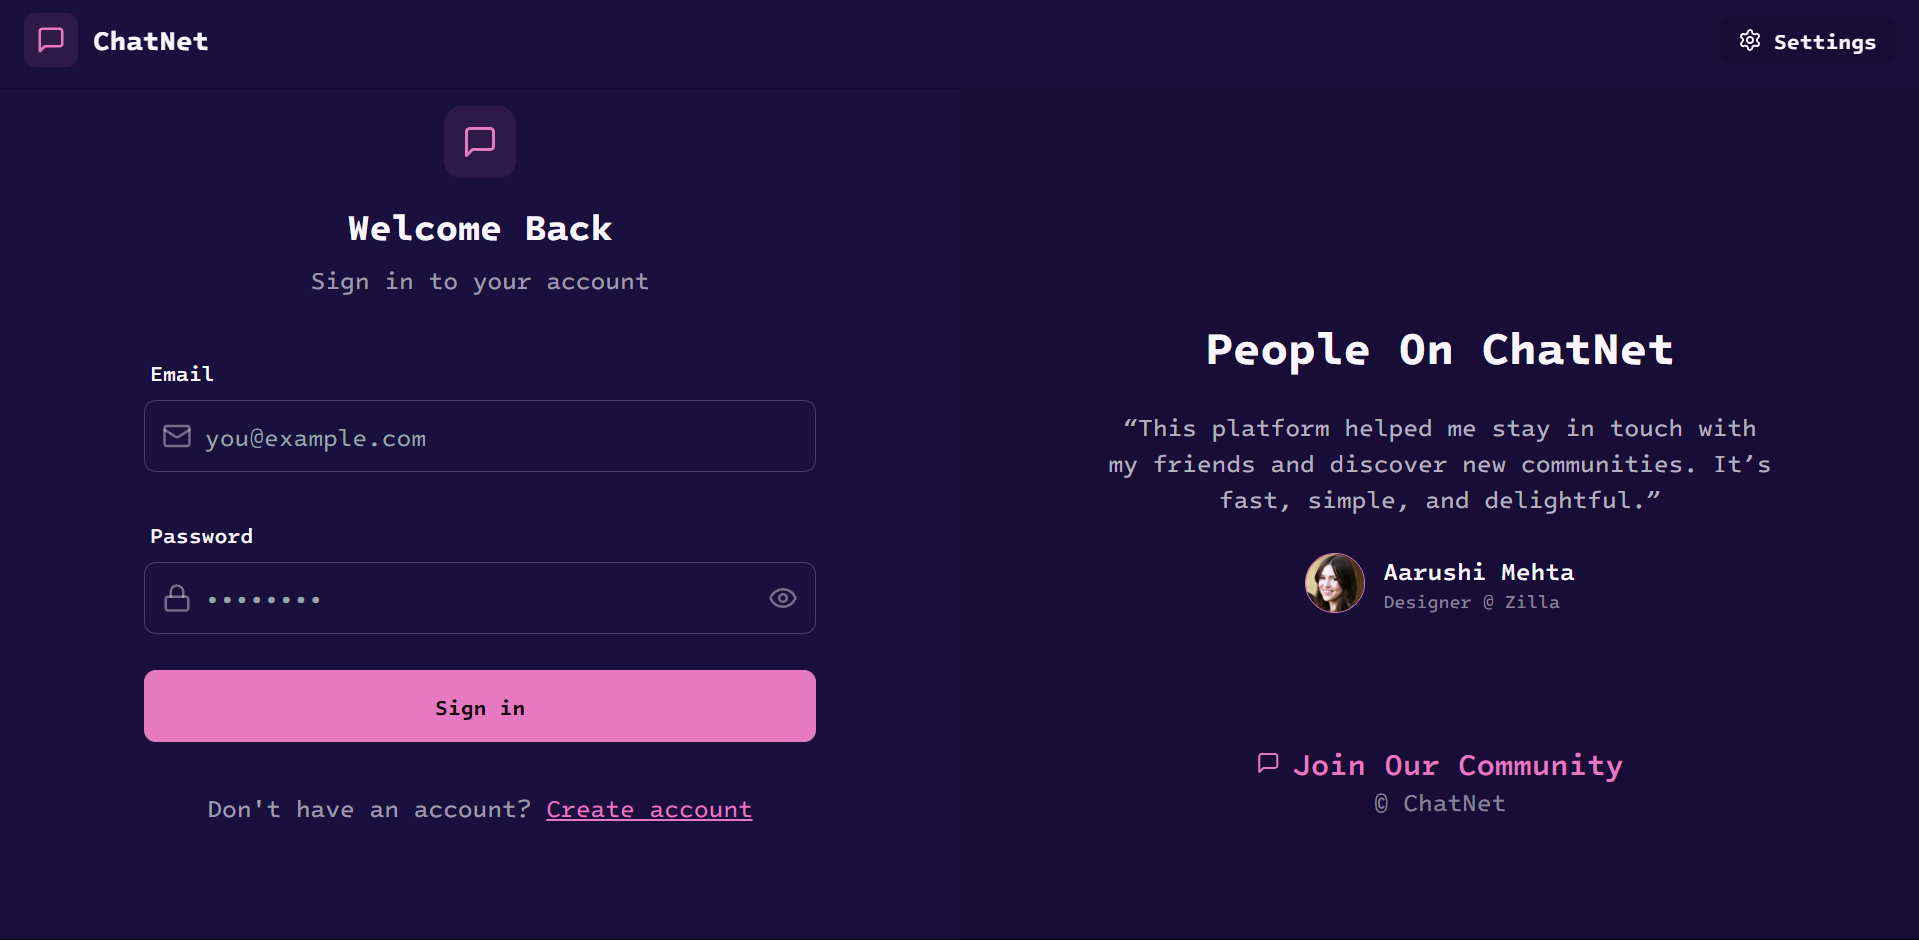 ChatNet
Settings
Welcome Back
Sign in to your account
Email
you@example.com
Password
••••••••
Sign in
Don't have an account? Create account
People On ChatNet
“This platform helped me stay in touch with
my friends and discover new communities. It’s
fast, simple, and delightful.”
Aarushi Mehta
Designer @ Zilla
Join Our Community
@ ChatNet